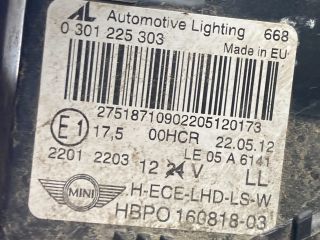 AL Automotive Lighting 668
0 301 225 303
Made in EU
27518710902205120173
E1 17,5 00HCR 22.05.12
LE 05 A 6141
2201 2203 12 24 V LL
MINI H-ECE-LHD-LS-W
HBPO 160818-03